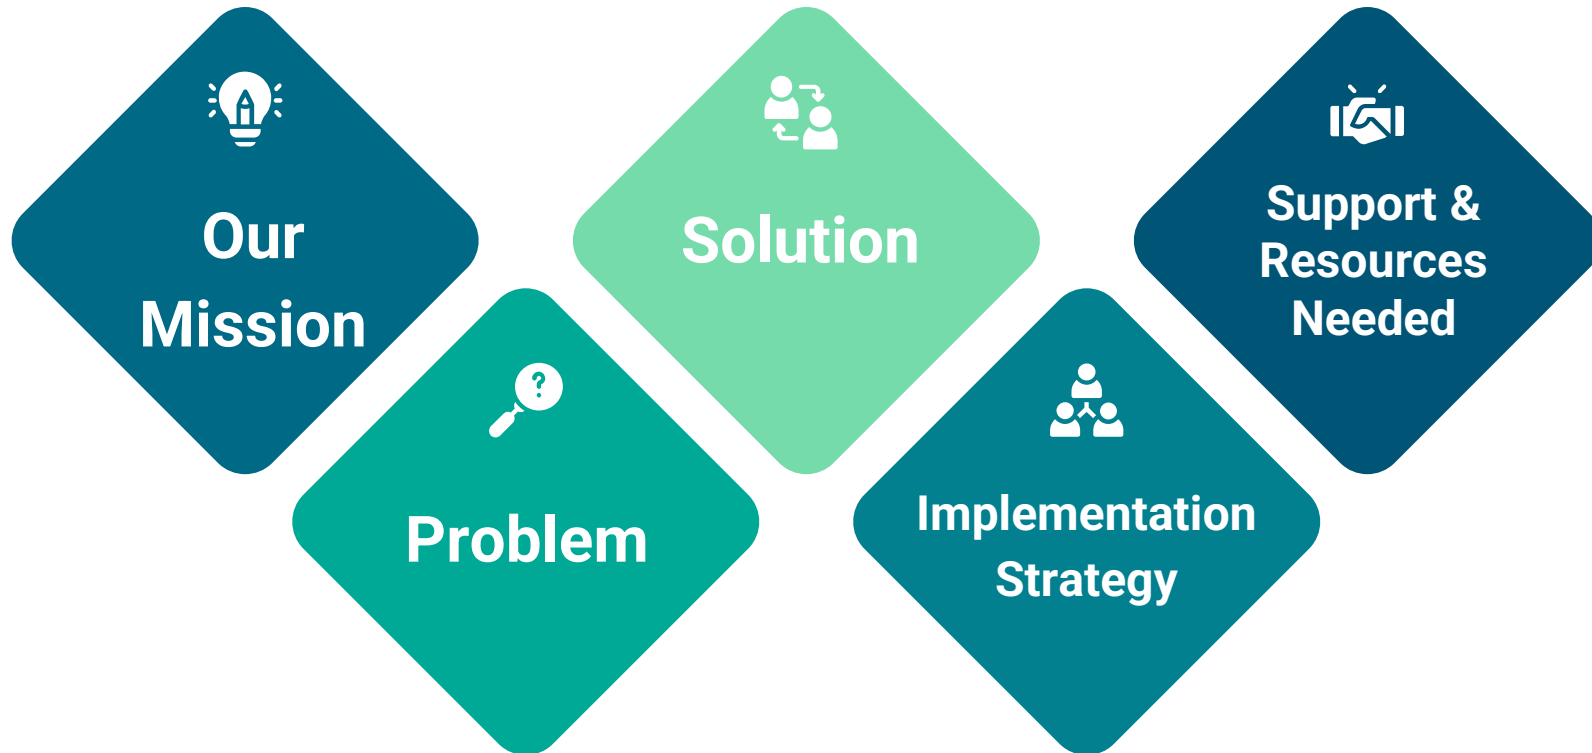 Our
Mission
Problem
Solution
Implementation
Strategy
Support &
Resources
Needed
?